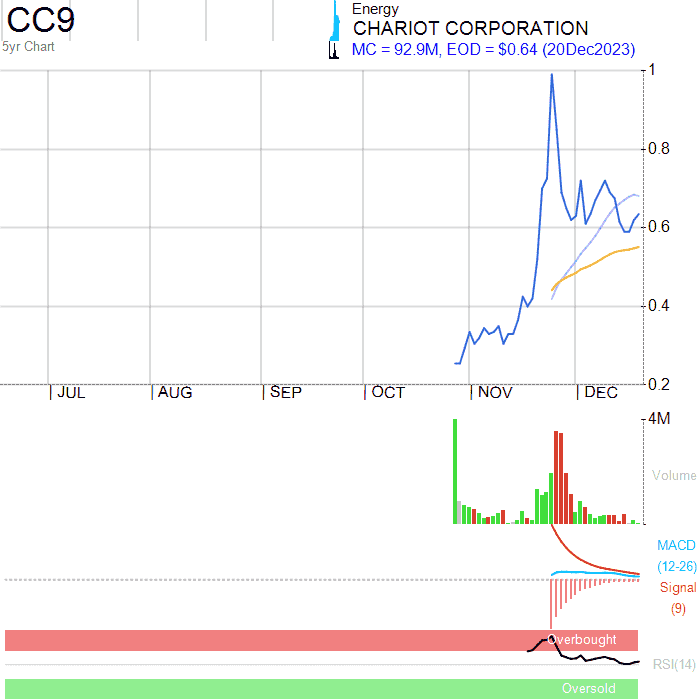 CC9
5yr Chart
Energy
CHARIOT CORPORATION
MC = 92.9M, EOD = $0.64 (20Dec2023)
1
0.8
0.6
0.4
0.2
JUL AUG SEP OCT NOV DEC
4M
Volume
MACD
(12-26)
Signal
(9)
Overbought
RSI(14)
Oversold